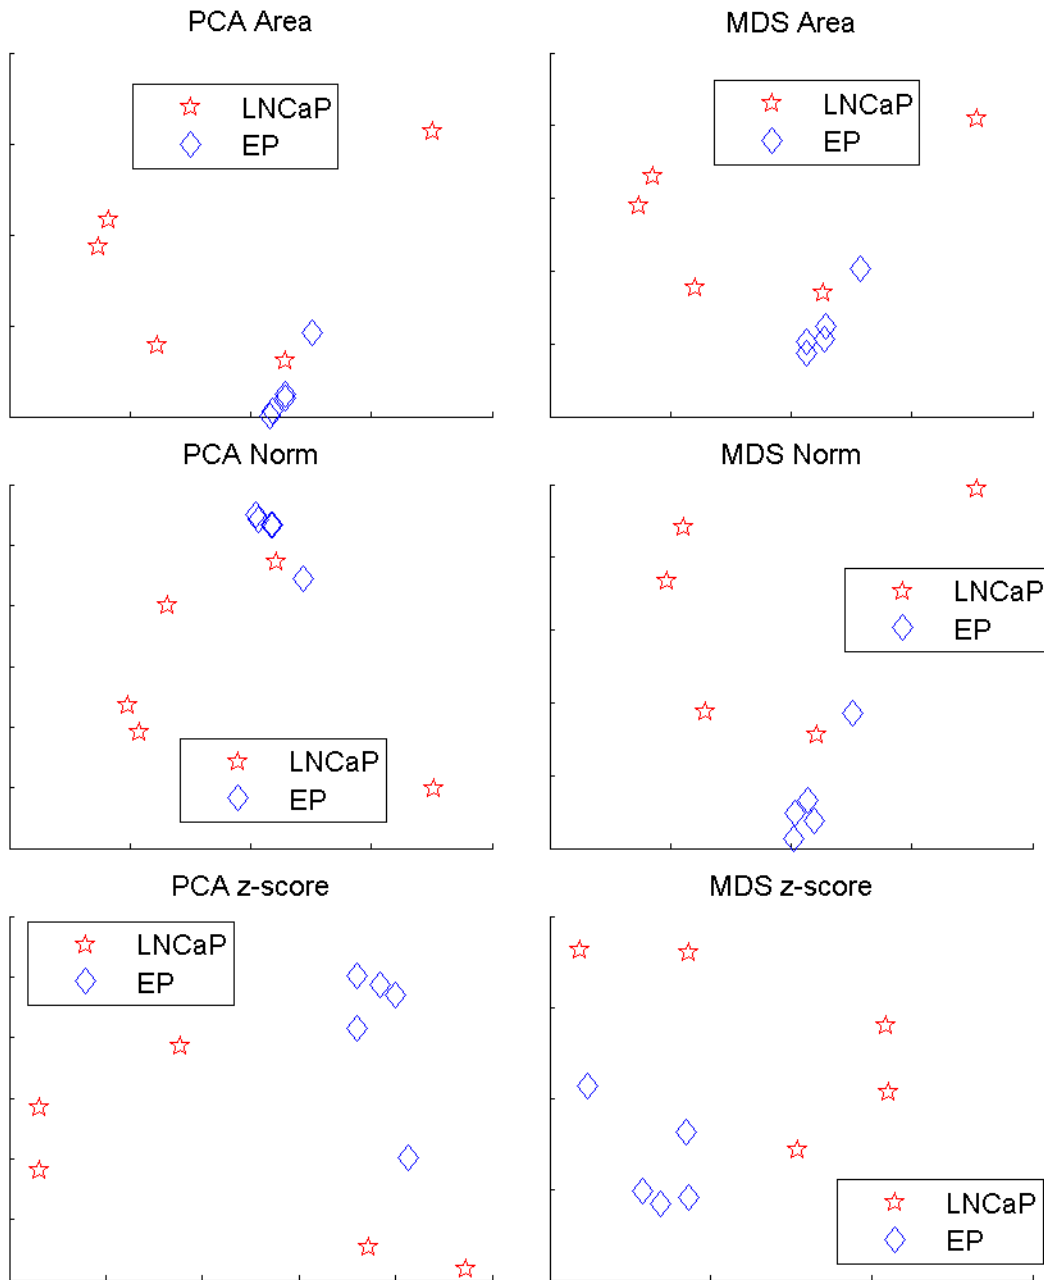 PCA Area
LNCaP
EP
MDS Area
LNCaP
EP
PCA Norm
LNCaP
EP
MDS Norm
LNCaP
EP
PCA z-score
LNCaP
EP
MDS z-score
LNCaP
EP